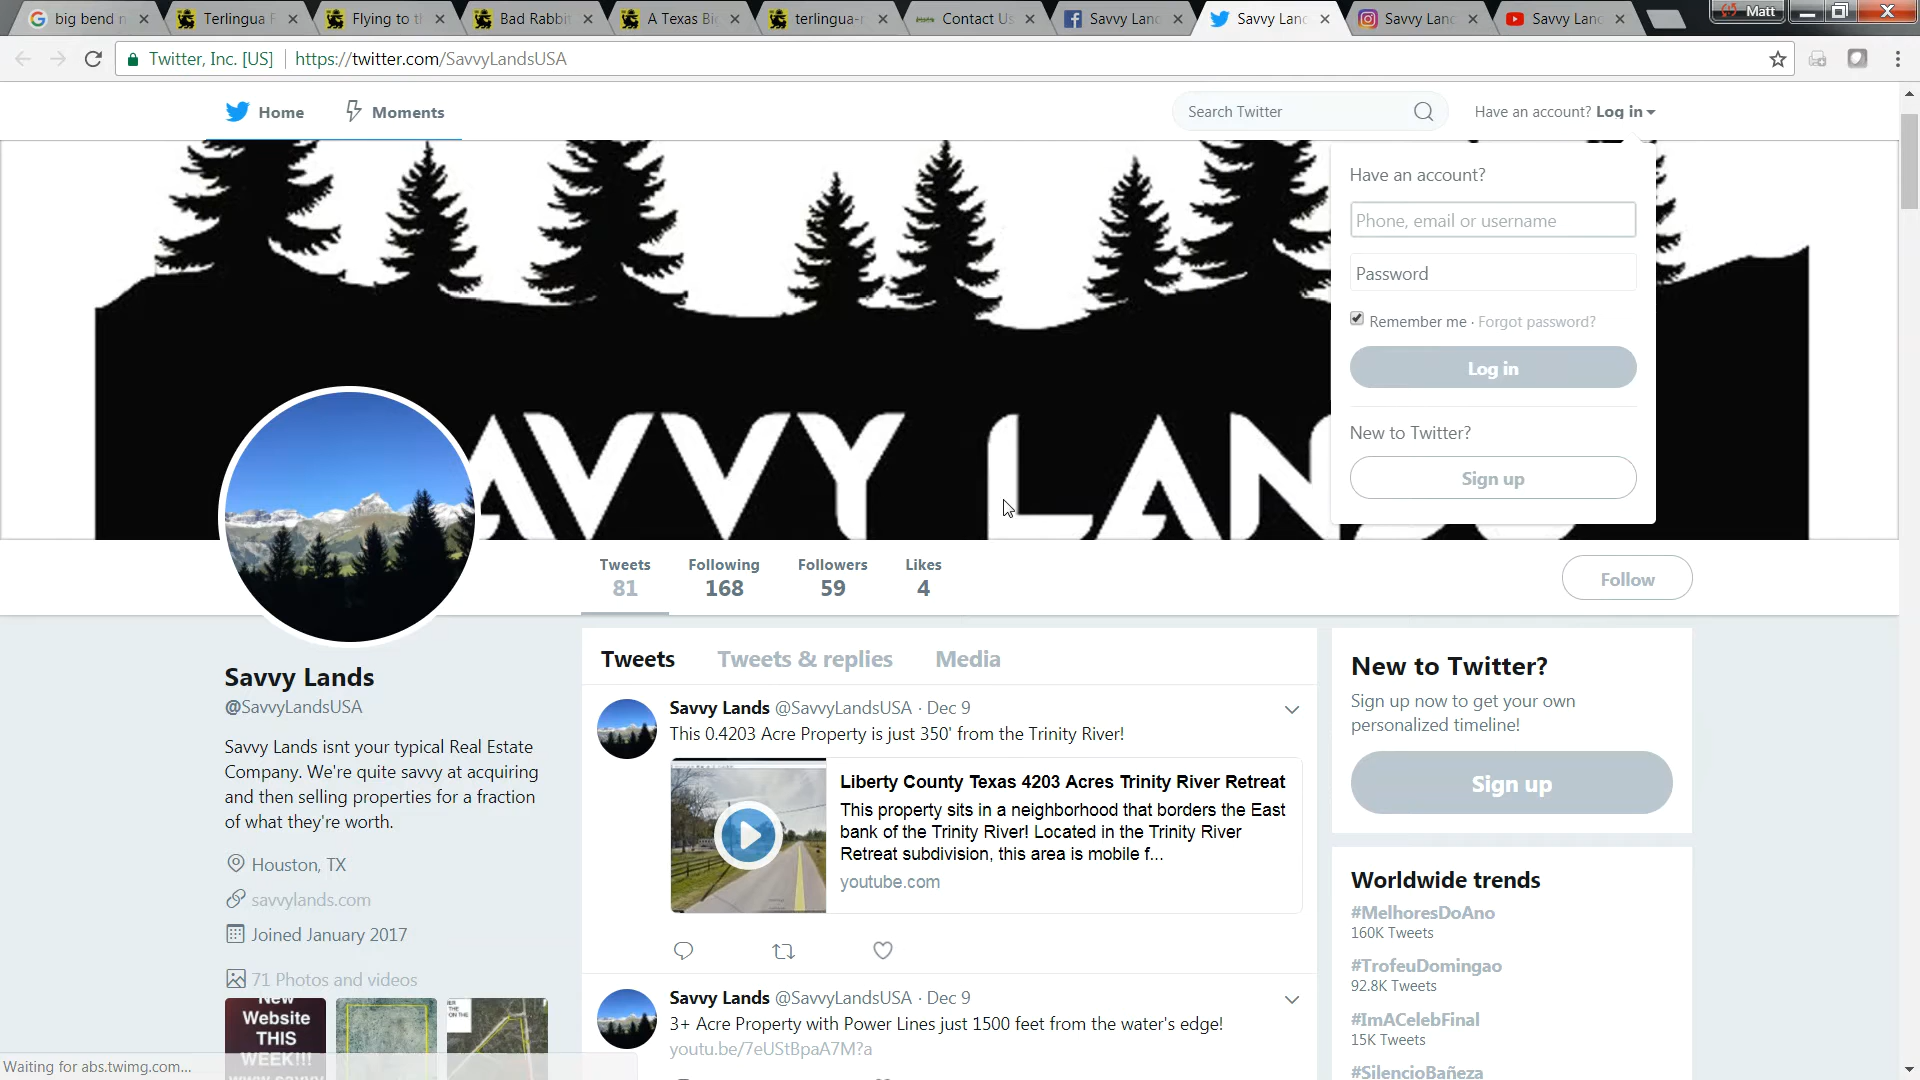 big bend n
Terlingua F
Flying to t
Bad Rabbi
A Texas Bi
terlingua-r
Contact Us
Savvy Lan
Savvy Lan
Savvy Lan
Savvy Lan
Matt
Twitter, Inc. [US]
https://twitter.com/SavvyLandsUSA
Home
Moments
Search Twitter
Have an account? Log in
Have an account?
Phone, email or username
Password
Remember me · Forgot password?
Log in
New to Twitter?
Sign up
AVVY LANDS
Tweets
81
Following
168
Followers
59
Likes
4
Follow
Savvy Lands
@SavvyLandsUSA
Savvy Lands isnt your typical Real Estate
Company. We're quite savvy at acquiring
and then selling properties for a fraction
of what they're worth.
Houston, TX
savvylands.com
Joined January 2017
71 Photos and videos
New
Website
THIS
WEEK!!!
Tweets
Tweets & replies
Media
Savvy Lands @SavvyLandsUSA · Dec 9
This 0.4203 Acre Property is just 350' from the Trinity River!
Liberty County Texas 4203 Acres Trinity River Retreat
This property sits in a neighborhood that borders the East
bank of the Trinity River! Located in the Trinity River
Retreat subdivision, this area is mobile f...
youtube.com
Savvy Lands @SavvyLandsUSA · Dec 9
3+ Acre Property with Power Lines just 1500 feet from the water's edge!
youtu.be/7eUStBpaA7M?a
New to Twitter?
Sign up now to get your own
personalized timeline!
Sign up
Worldwide trends
#MelhoresDoAno
160K Tweets
#TrofeuDomingao
92.8K Tweets
#ImACelebFinal
15K Tweets
#SilencioBañeza
Waiting for abs.twimg.com...